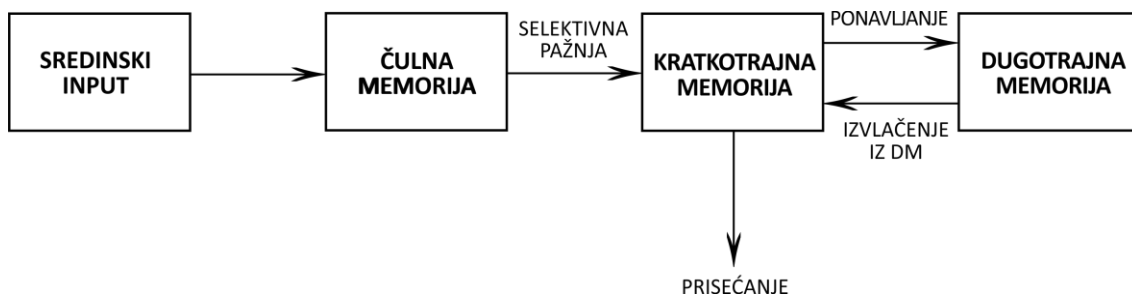 SREDINSKI
INPUT
ČULNA
MEMORIJA
SELEKTIVNA
PAŽNJA
KRATKOTRAJNA
MEMORIJA
PONAVLJANJE
DUGOTRAJNA
MEMORIJA
IZVLAČENJE
IZ DM
PRISEĆANJE